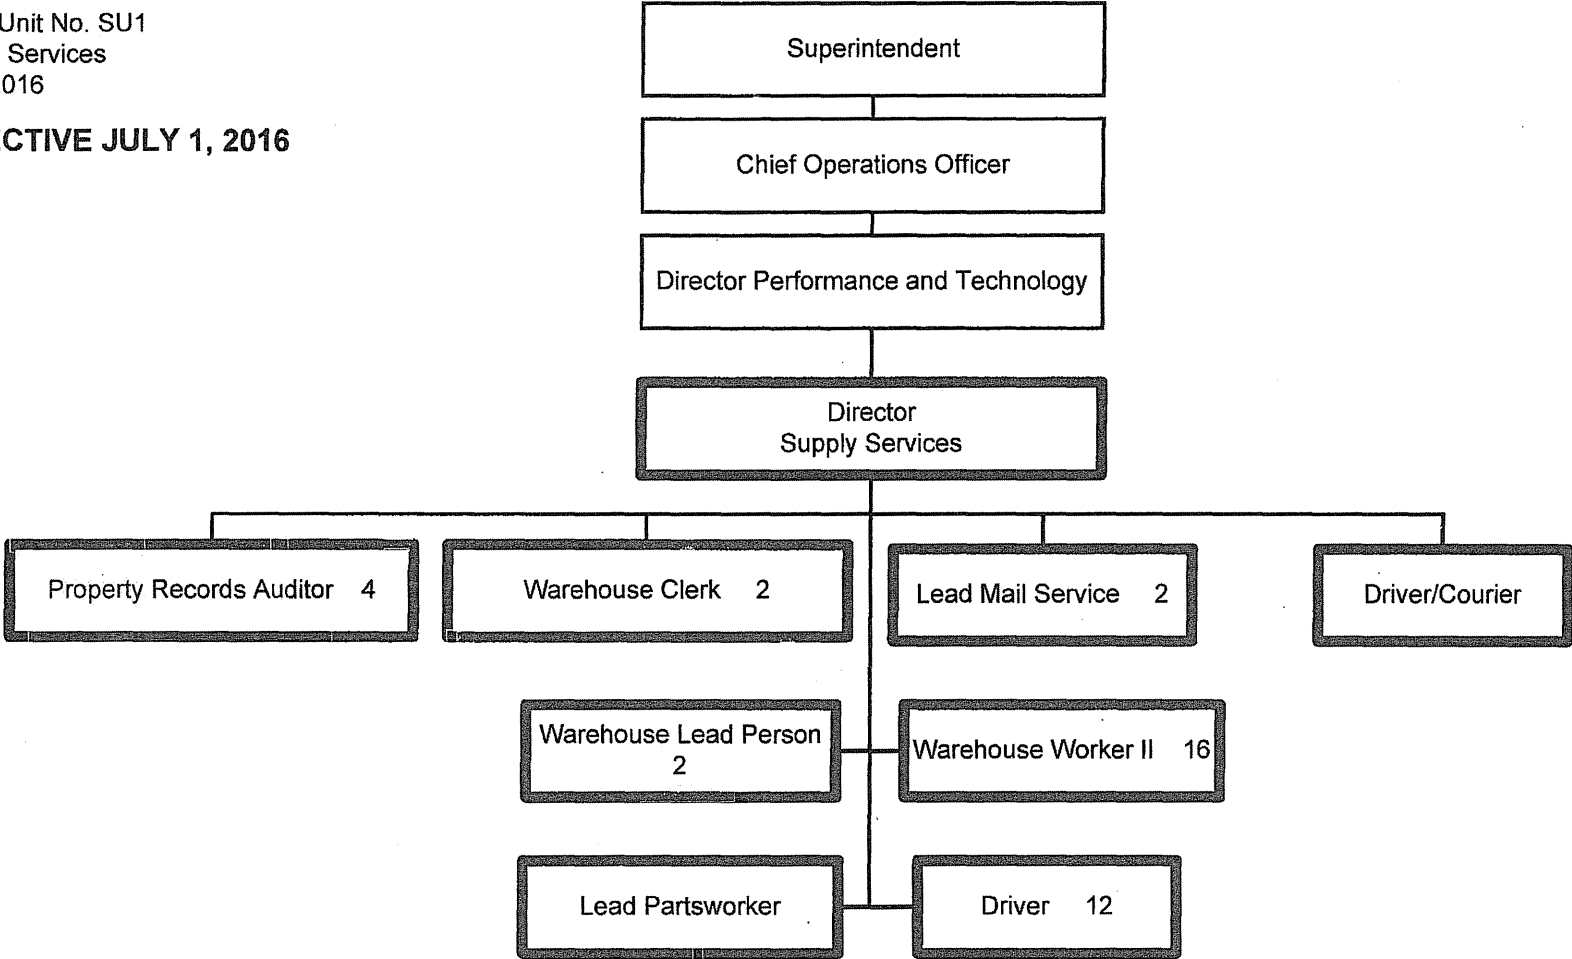 Unit No. SU1
Services
016
CTIVE JULY 1, 2016
Superintendent
Chief Operations Officer
Director Performance and Technology
Director
Supply Services
Property Records Auditor 4
Warehouse Clerk 2
Lead Mail Service 2
Driver/Courier
Warehouse Lead Person
2
Warehouse Worker II 16
Lead Partsworker
Driver 12